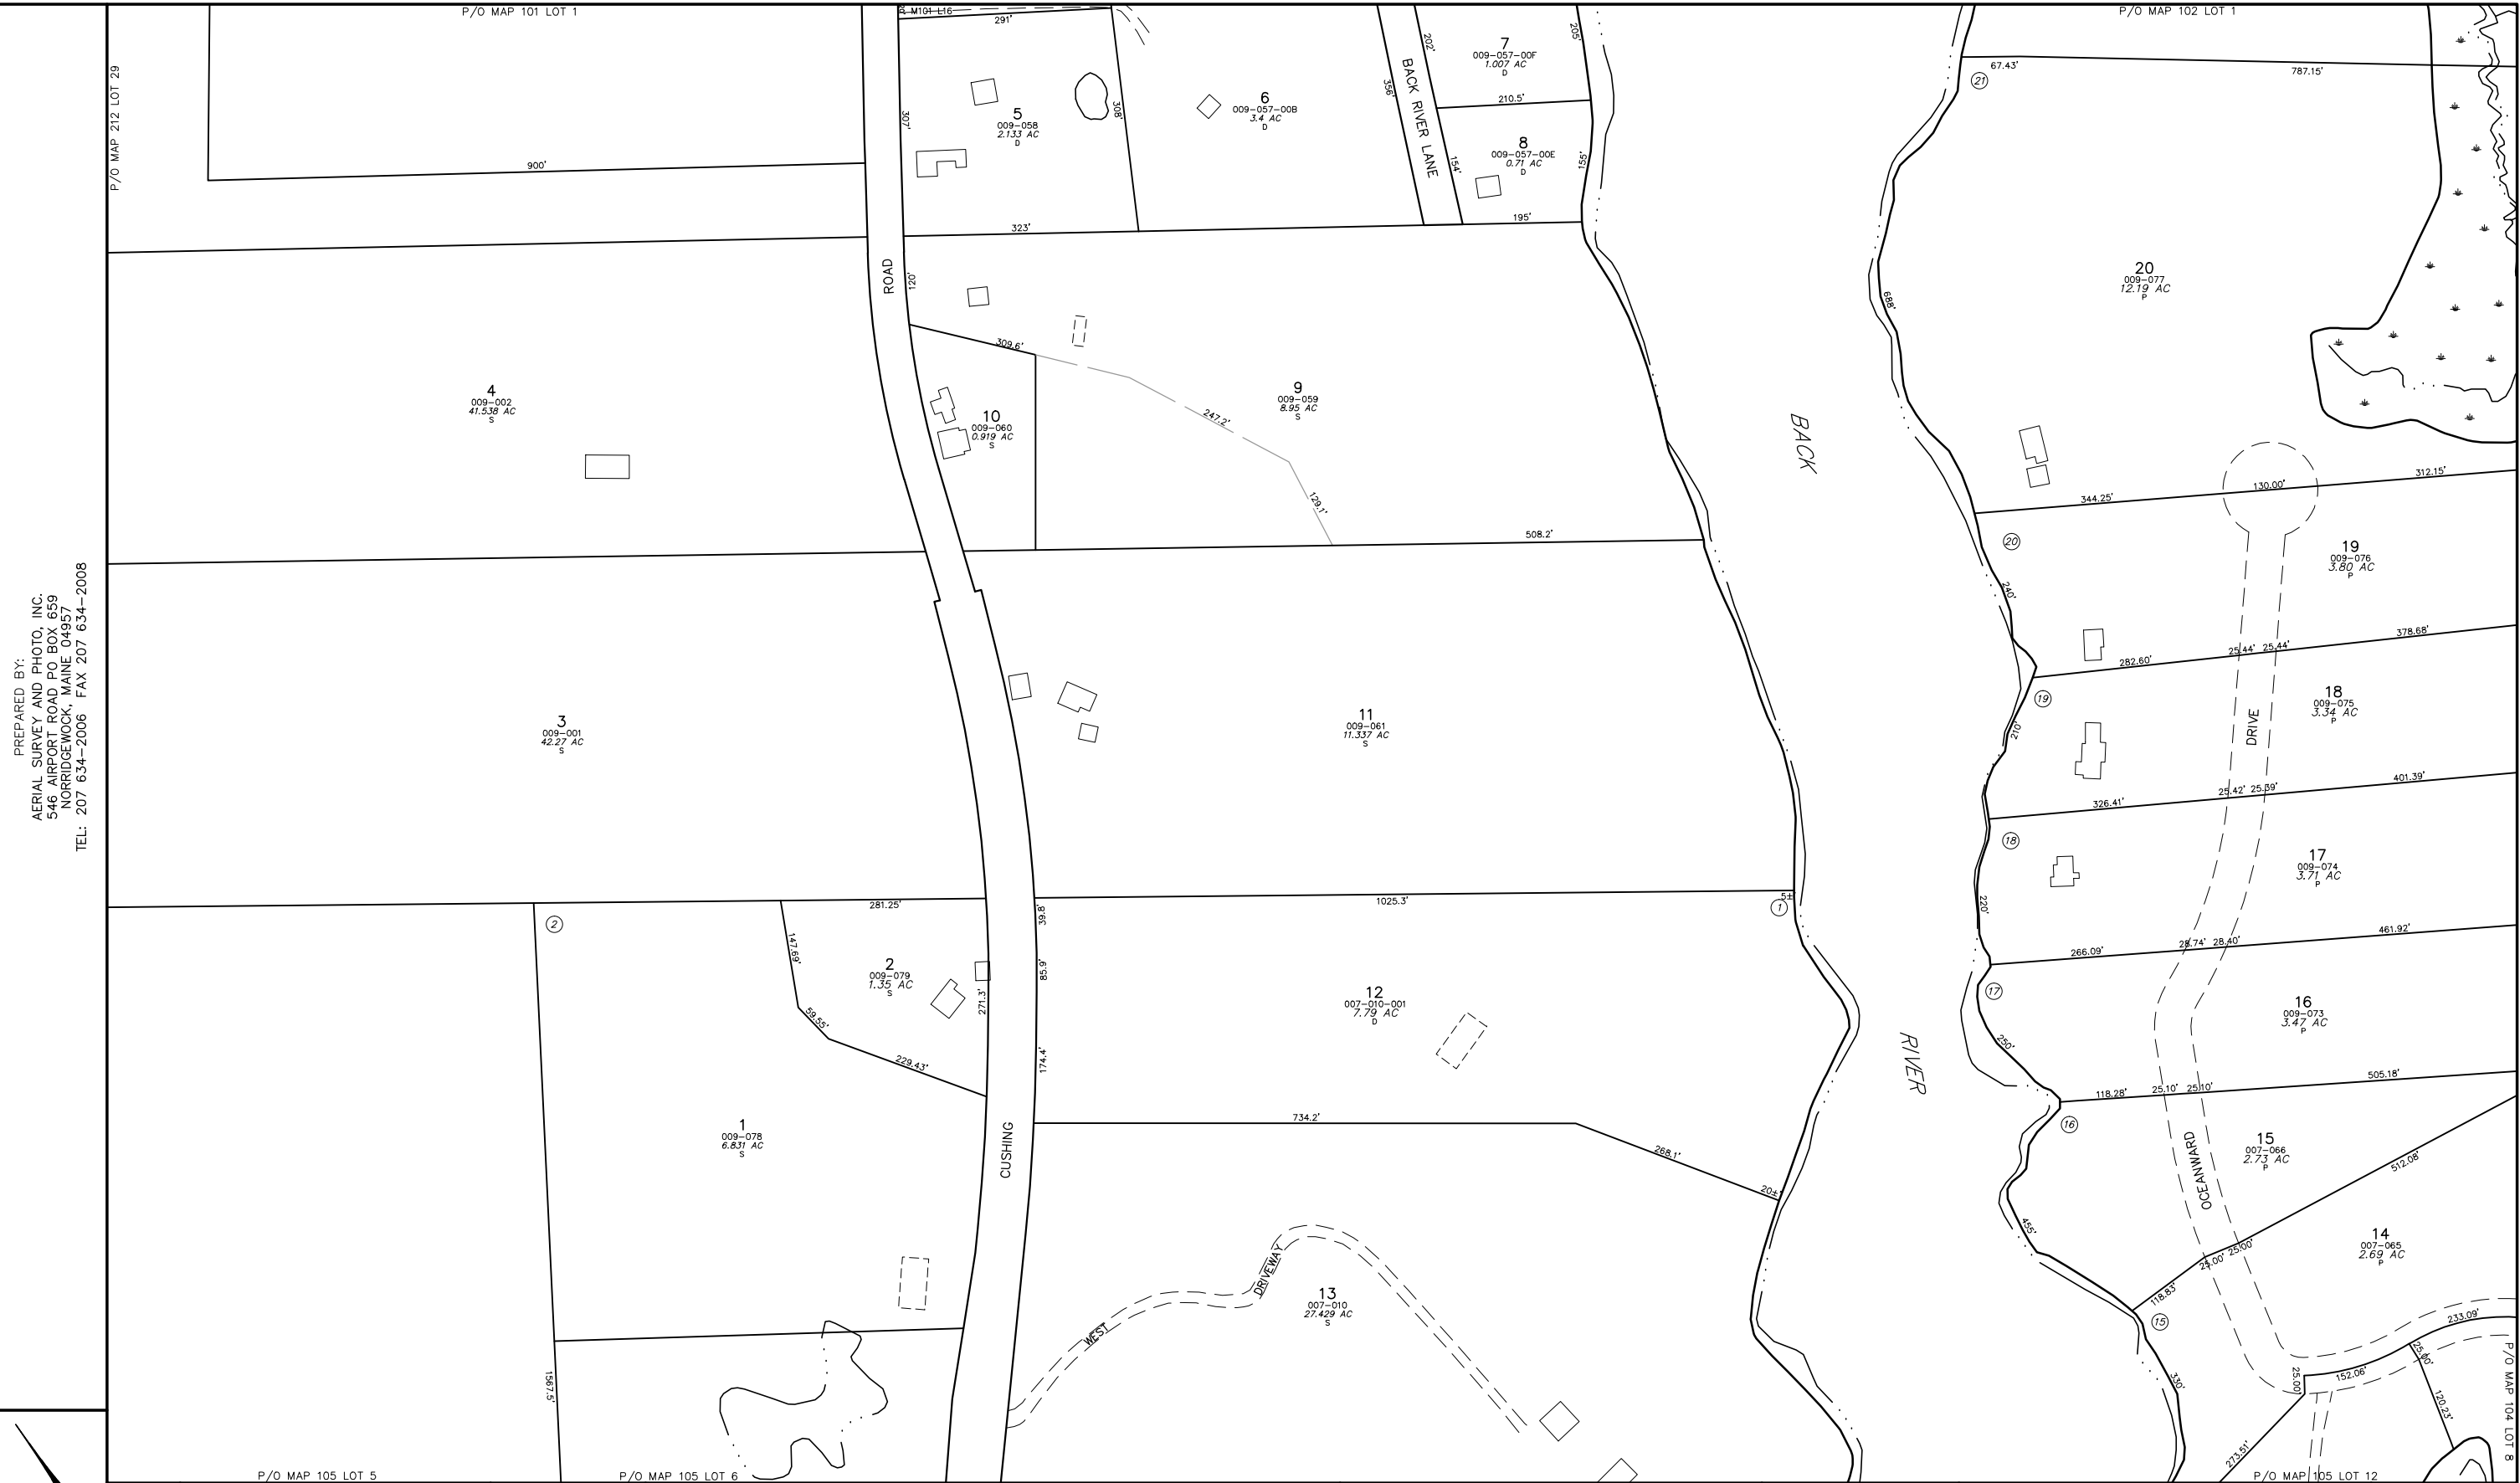 P/O MAP 101 LOT 1
P/O MAP 102 LOT 1
P/O MAP 212 LOT 29
M101 L16
291'
307'
308'
900'
5
009-058
2.133 AC
D
6
009-057-00B
3.4 AC
D
356'
202'
BACK RIVER LANE
154'
7
009-057-00F
1.007 AC
D
205'
210.5'
8
009-057-00E
0.71 AC
D
155'
195'
323'
67.43'
787.15'
21
688'
20
009-077
12.19 AC
P
ROAD
120'
309.6'
247.2'
129.1'
4
009-002
41.538 AC
S
10
009-060
0.919 AC
S
9
009-059
8.95 AC
S
508.2'
BACK
344.25'
130.00'
312.15'
20
240'
19
009-076
3.80 AC
P
282.60'
25.44'
25.44'
378.68'
19
210'
18
009-075
3.34 AC
P
DRIVE
326.41'
25.42'
25.39'
401.39'
18
220'
17
009-074
3.71 AC
P
3
009-001
42.27 AC
S
11
009-061
11.337 AC
S
PREPARED BY:
AERIAL SURVEY AND PHOTO, INC.
546 AIRPORT ROAD PO BOX 659
NORRIDGEWOCK, MAINE 04957
TEL: 207 634-2006 FAX 207 634-2008
281.25'
39.8'
1025.3'
5±
1
2
147.69'
59.55'
229.43'
2
009-079
1.35 AC
S
271.3'
85.9'
174.4'
12
007-010-001
7.79 AC
D
266.09'
28.74'
28.40'
461.92'
17
250'
16
009-073
3.47 AC
P
RIVER
118.28'
25.10'
25.10'
505.18'
16
455'
15
007-066
2.73 AC
P
OCEANWARD
512.08'
25.00'
25.00'
118.83'
15
14
007-065
2.69 AC
P
1
009-078
6.831 AC
S
CUSHING
734.2'
268.1'
20±'
WEST
DRIVEWAY
13
007-010
27.429 AC
S
1567.5'
330'
25.00'
152.06'
25.00'
233.09'
120.23'
273.51'
P/O MAP 104 LOT 8
P/O MAP 105 LOT 5
P/O MAP 105 LOT 6
P/O MAP 105 LOT 12